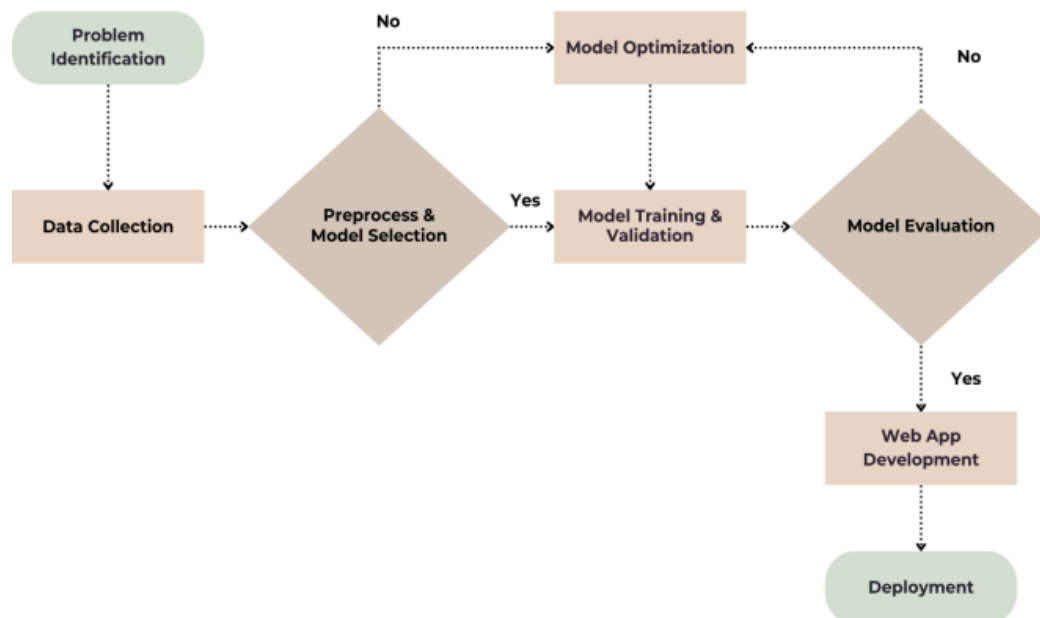 Problem
Identification
No
Model Optimization
No
Data Collection
Preprocess &
Model Selection
Yes
Model Training &
Validation
Model Evaluation
Yes
Web App
Development
Deployment